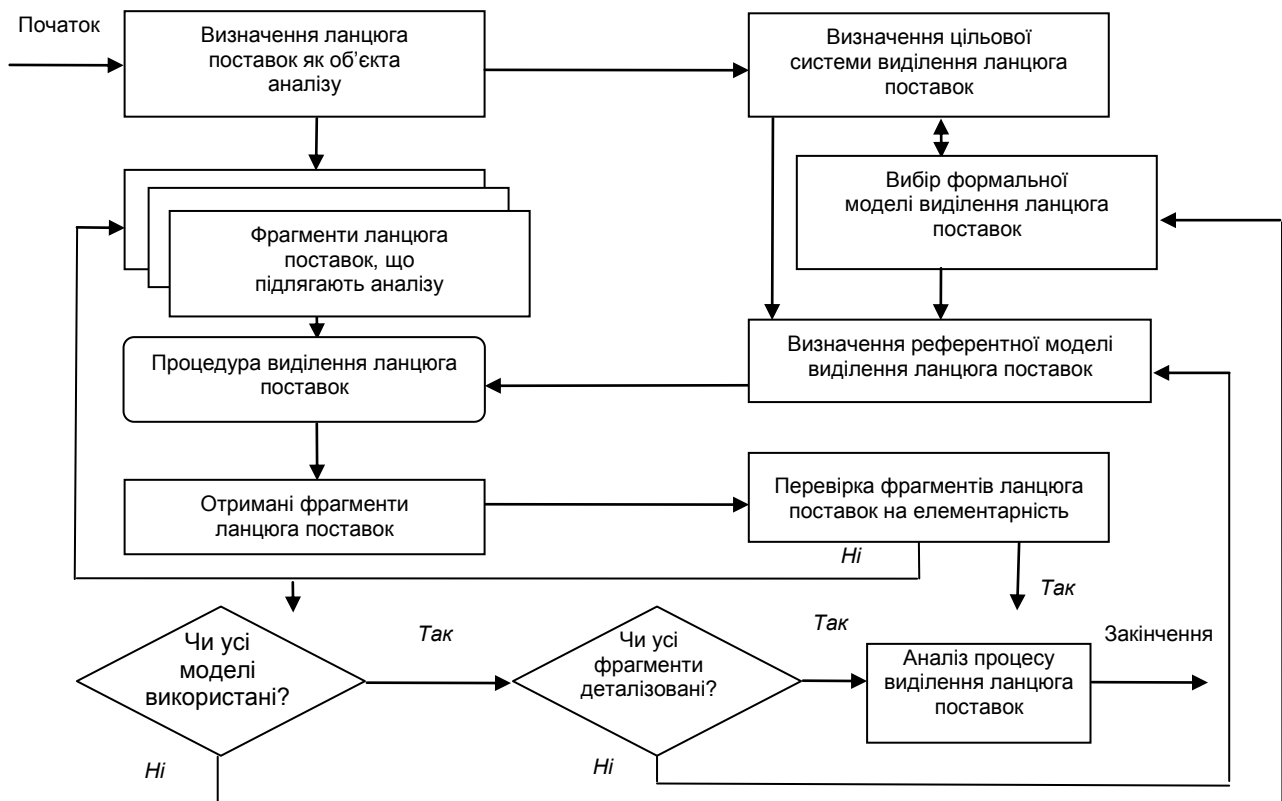 Початок
Визначення ланцюга
поставок як об’єкта
аналізу
Визначення цільової
системи виділення ланцюга
поставок
Вибір формальної
моделі виділення ланцюга
поставок
Фрагменти ланцюга
поставок, що
підлягають аналізу
Процедура виділення ланцюга
поставок
Визначення референтної моделі
виділення ланцюга поставок
Отримані фрагменти
ланцюга поставок
Перевірка фрагментів ланцюга
поставок на елементарність
Ні
Так
Чи усі
моделі
використані?
Так
Чи усі
фрагменти
деталізовані?
Так
Аналіз процесу
виділення ланцюга
поставок
Закінчення
Ні
Ні